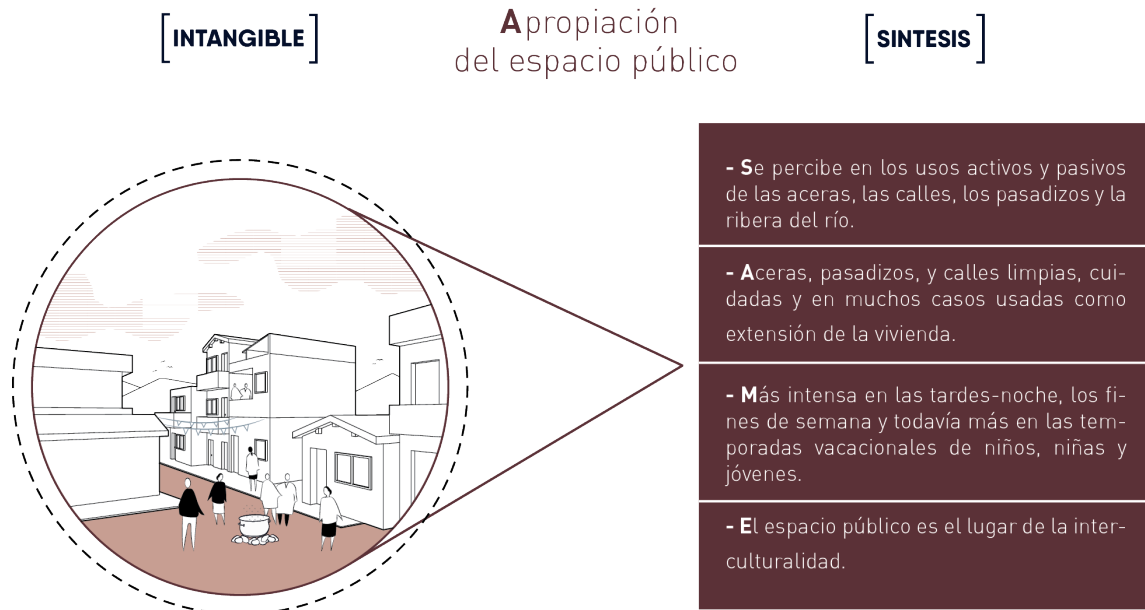 [INTANGIBLE]
Apropiación
del espacio público
[SINTESIS]
- Se percibe en los usos activos y pasivos
de las aceras, las calles, los pasadizos y la
ribera del río.
- Aceras, pasadizos, y calles limpias, cui-
dadas y en muchos casos usadas como
extensión de la vivienda.
- Más intensa en las tardes-noche, los fi-
nes de semana y todavía más en las tem-
poradas vacacionales de niños, niñas y
jóvenes.
- El espacio público es el lugar de la inter-
culturalidad.